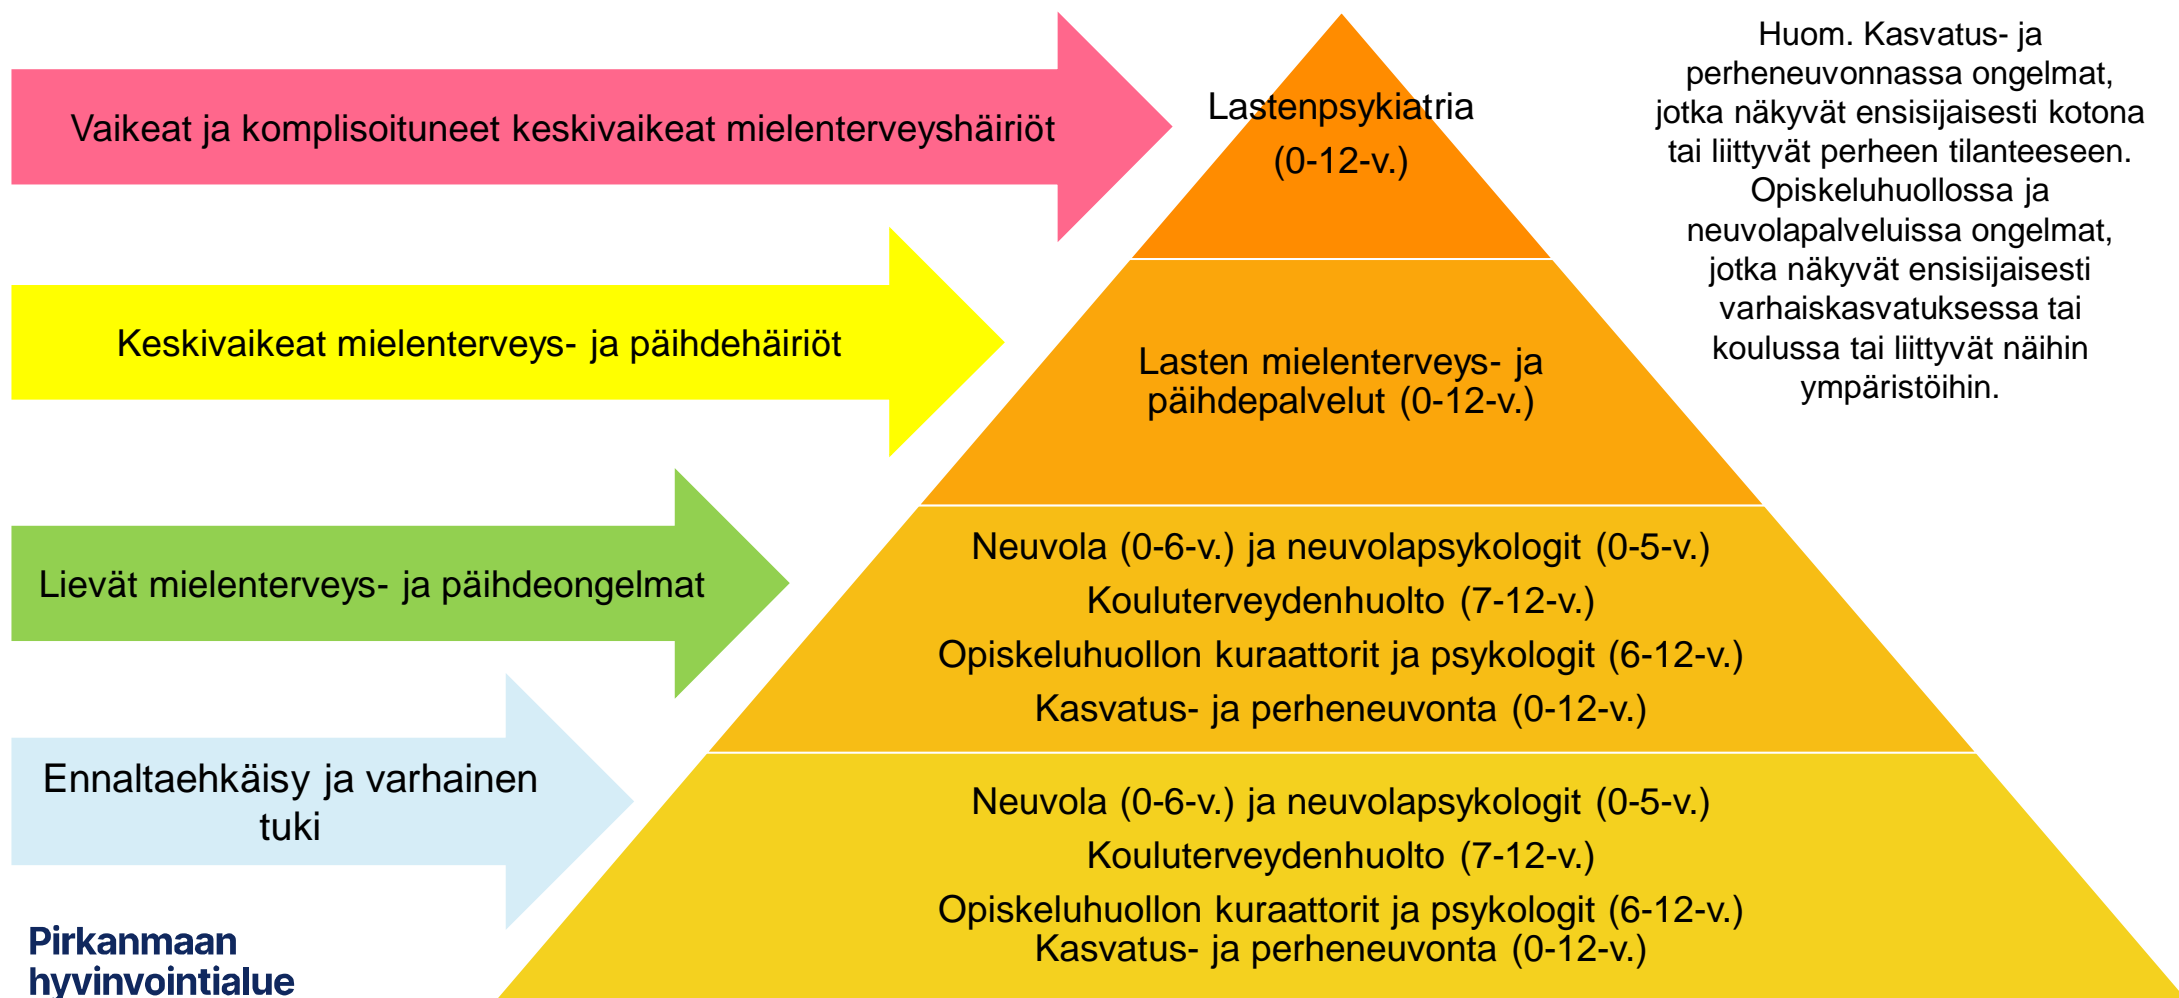 Vaikeat ja komplisoituneet keskivaikeat mielenterveyshäiriöt
Lastenpsykiatria
(0-12-v.)
Huom. Kasvatus- ja
perheneuvonnassa ongelmat,
jotka näkyvät ensisijaisesti kotona
tai liittyvät perheen tilanteeseen.
Opiskeluhuollossa ja
neuvolapalveluissa ongelmat,
jotka näkyvät ensisijaisesti
varhaiskasvatuksessa tai
koulussa tai liittyvät näihin
ympäristöihin.
Keskivaikeat mielenterveys- ja päihdehäiriöt
Lasten mielenterveys- ja
päihdepalvelut (0-12-v.)
Lievät mielenterveys- ja päihdeongelmat
Neuvola (0-6-v.) ja neuvolapsykologit (0-5-v.)
Kouluterveydenhuolto (7-12-v.)
Opiskeluhuollon kuraattorit ja psykologit (6-12-v.)
Kasvatus- ja perheneuvonta (0-12-v.)
Ennaltaehkäisy ja varhainen
tuki
Neuvola (0-6-v.) ja neuvolapsykologit (0-5-v.)
Kouluterveydenhuolto (7-12-v.)
Opiskeluhuollon kuraattorit ja psykologit (6-12-v.)
Kasvatus- ja perheneuvonta (0-12-v.)
Pirkanmaan
hyvinvointialue